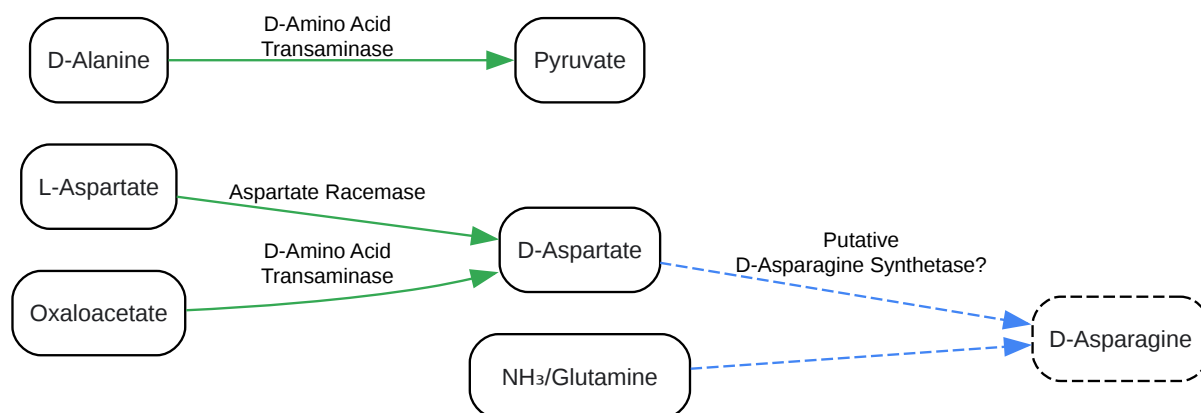 D-Amino Acid
Transaminase
D-Alanine
Pyruvate
L-Aspartate
Aspartate Racemase
D-Amino Acid
Transaminase
D-Aspartate
Putative
D-Asparagine Synthetase?
Oxaloacetate
D-Asparagine
NH₃/Glutamine